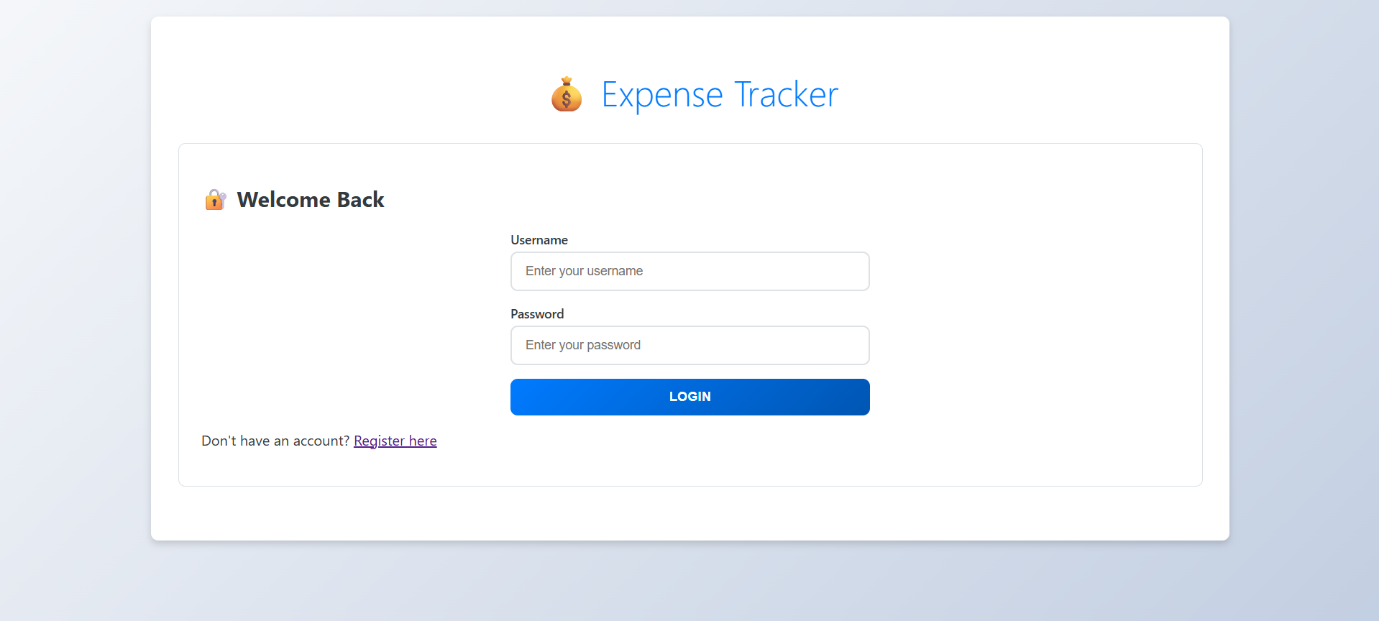 Expense Tracker
Welcome Back
Username
Enter your username
Password
Enter your password
LOGIN
Don't have an account? Register here